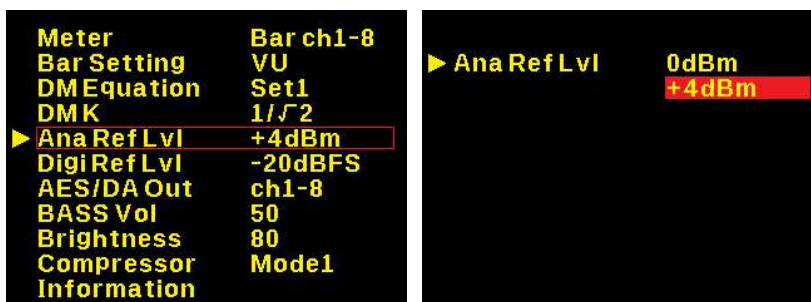 Meter Bar ch1-8
Bar Setting VU
DM Equation Set1
DM K 1/√2
Ana Ref Lvl +4dBm
Digi Ref Lvl -20dBFS
AES/DA Out ch1-8
BASS Vol 50
Brightness 80
Compressor Mode1
Information
Ana Ref Lvl 0dBm
+4dBm